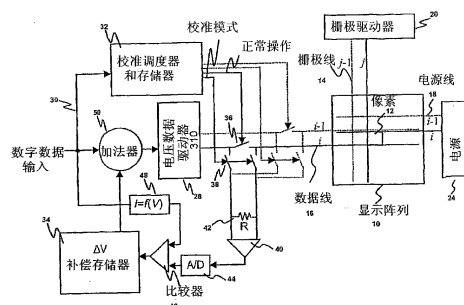 校准模式
32
校准调度器
和存储器
正常操作
栅极驱动器
20
栅极线
14
j-1
j
电源线
18
像素
12
30
50
加法器
电压数据
驱动器
310
28
36
38
i-1
i
i-1
i
电源
24
数字数据
输入
数据线
16
显示阵列
10
48
I=f(V)
34
ΔV
补偿存储器
42
R
40
A/D
44
比较器